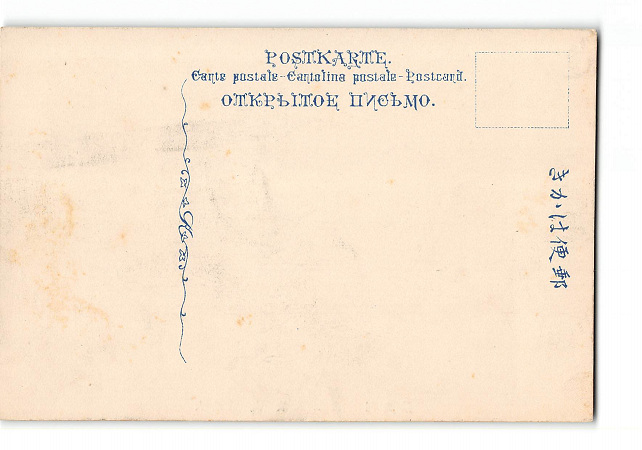 POSTKARTE.
Carte postale-Cartolina postale-Postcard.
ОТКРЫТОЕ ПИСЬМО.
郵便はかき